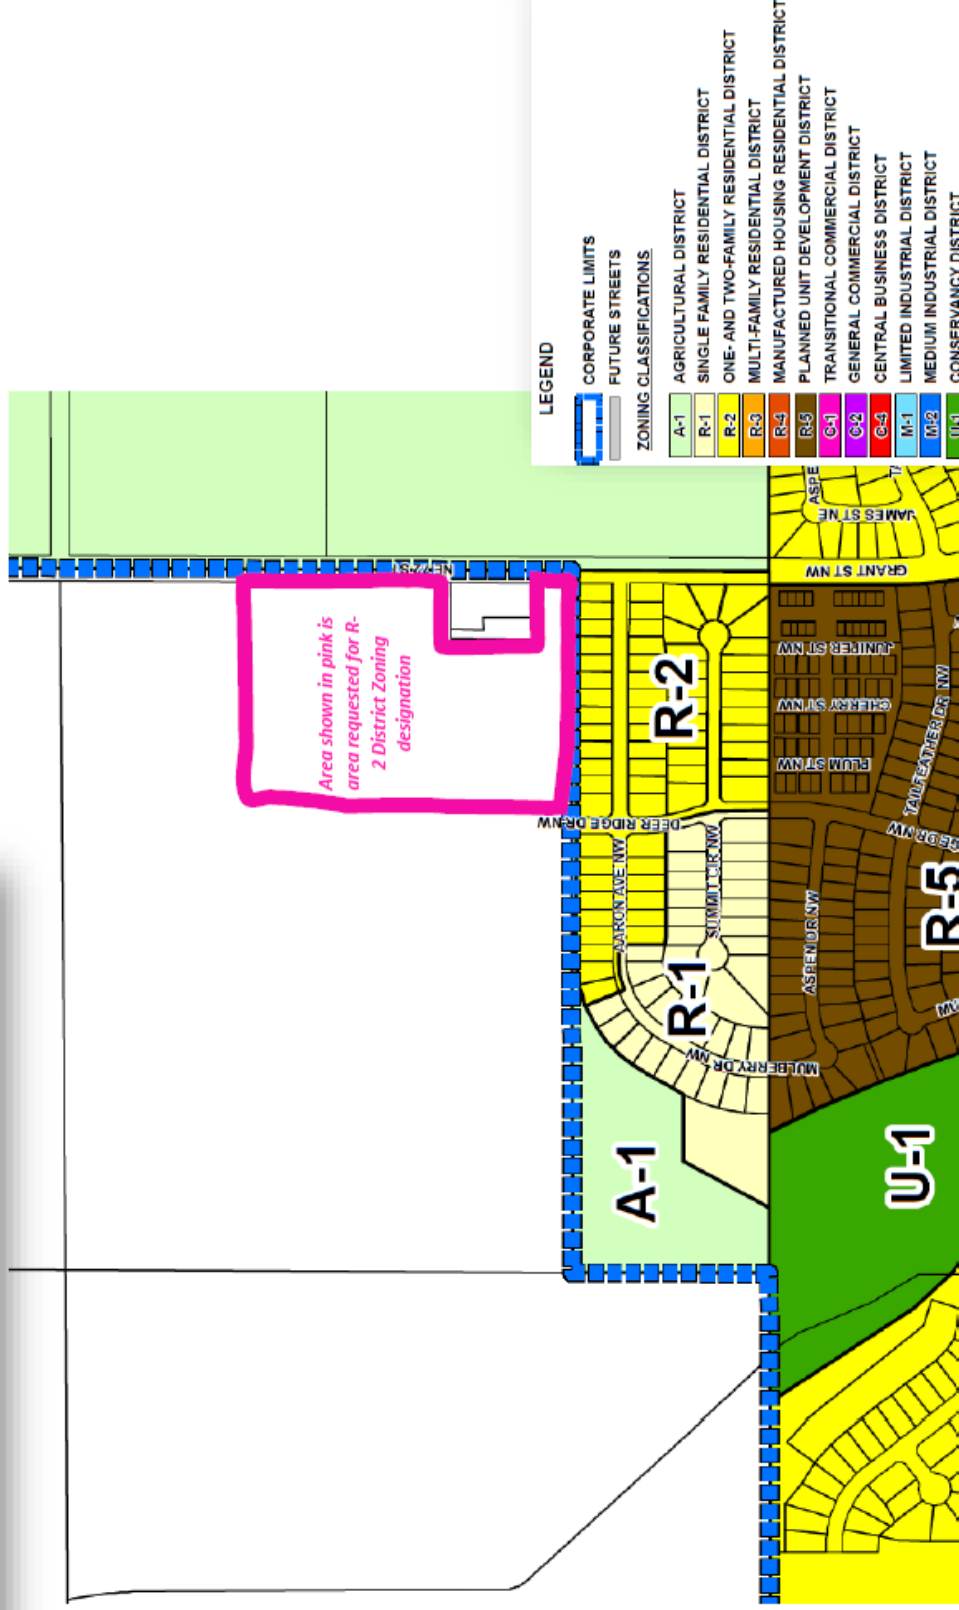 LEGEND
CORPORATE LIMITS
FUTURE STREETS
ZONING CLASSIFICATIONS
A-1 AGRICULTURAL DISTRICT
R-1 SINGLE FAMILY RESIDENTIAL DISTRICT
R-2 ONE- AND TWO-FAMILY RESIDENTIAL DISTRICT
R-3 MULTI-FAMILY RESIDENTIAL DISTRICT
R-4 MANUFACTURED HOUSING RESIDENTIAL DISTRICT
R-5 PLANNED UNIT DEVELOPMENT DISTRICT
C-1 TRANSITIONAL COMMERCIAL DISTRICT
C-2 GENERAL COMMERCIAL DISTRICT
C-4 CENTRAL BUSINESS DISTRICT
M-1 LIMITED INDUSTRIAL DISTRICT
M-2 MEDIUM INDUSTRIAL DISTRICT
U-1 CONSERVANCY DISTRICT
Area shown in pink is
area requested for R-
2 District Zoning
designation
R-2
R-1
A-1
R-5
U-1
DEER RIDGE DR NW
AARON AVE NW
SUMMIT CIR NW
MULBERRY DR NW
ASPEN DR NW
GRANT ST NW
JAMES ST NE
JUNIPER ST NW
CHERRY ST NW
PLUM ST NW
TAILFEATHER DR NW
GE DR NW
ASPE